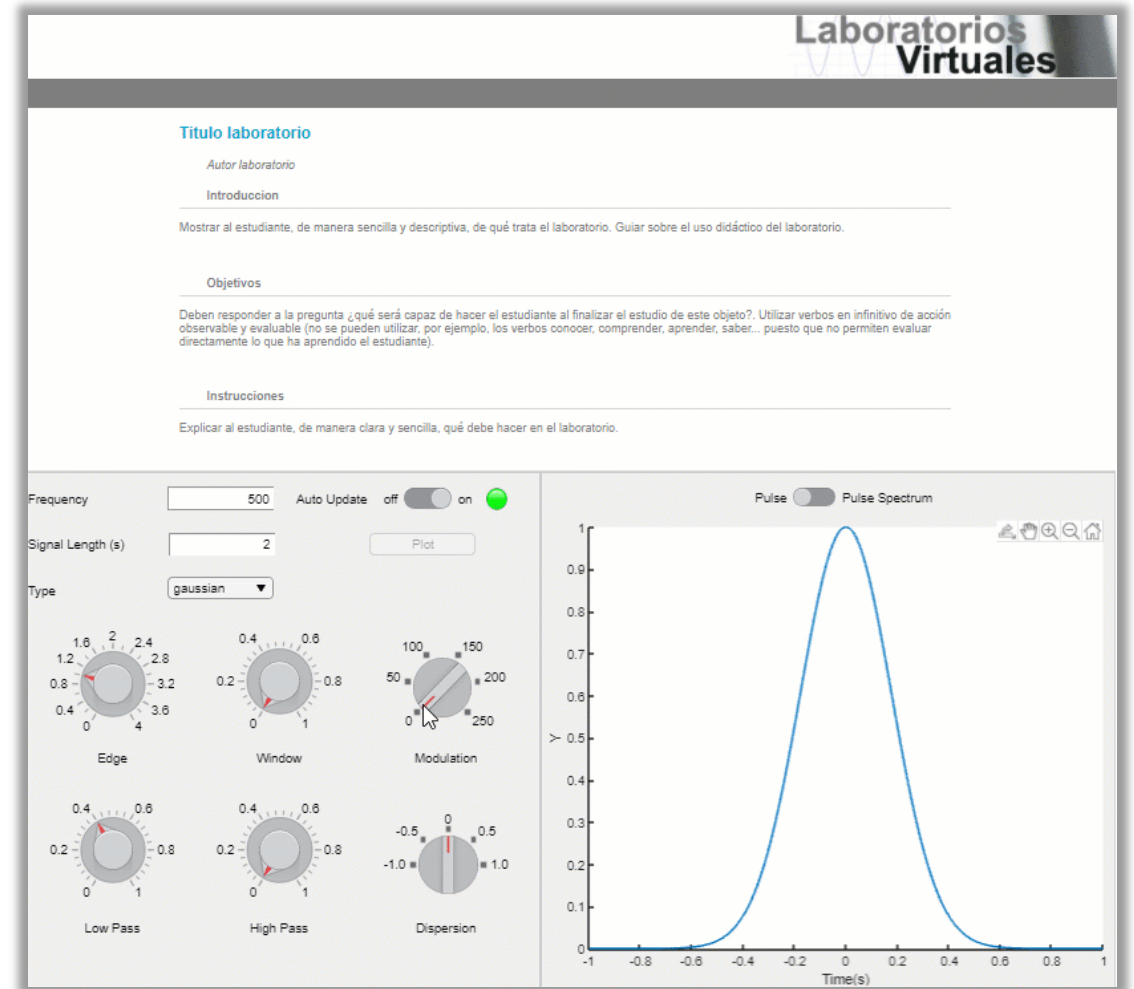 Laboratorios
Virtuales
Titulo laboratorio
Autor laboratorio
Introduccion
Mostrar al estudiante, de manera sencilla y descriptiva, de qué trata el laboratorio. Guiar sobre el uso didáctico del laboratorio.
Objetivos
Deben responder a la pregunta ¿qué será capaz de hacer el estudiante al finalizar el estudio de este objeto?. Utilizar verbos en infinitivo de acción
observable y evaluable (no se pueden utilizar, por ejemplo, los verbos conocer, comprender, aprender, saber... puesto que no permiten evaluar
directamente lo que ha aprendido el estudiante).
Instrucciones
Explicar al estudiante, de manera clara y sencilla, qué debe hacer en el laboratorio.
Frequency 500 Auto Update off on
Signal Length (s) 2 Plot
Type gaussian
0 0.4 0.8 1.2 1.6 2 2.4 2.8 3.2 3.6 4
Edge
0 0.2 0.4 0.6 0.8 1
Window
0 50 100 150 200 250
Modulation
0 0.2 0.4 0.6 0.8 1
Low Pass
0 0.2 0.4 0.6 0.8 1
High Pass
-1.0 -0.5 0 0.5 1.0
Dispersion
Pulse Pulse Spectrum
1
0.9
0.8
0.7
0.6
0.5
0.4
0.3
0.2
0.1
0
Y
-1 -0.8 -0.6 -0.4 -0.2 0 0.2 0.4 0.6 0.8 1
Time(s)